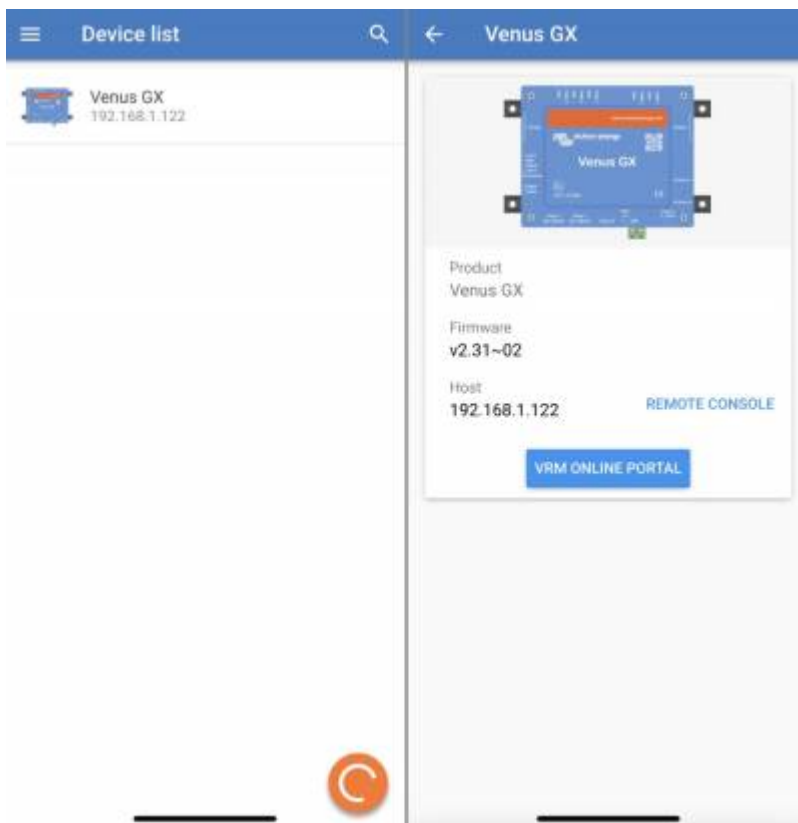 Device list
Venus GX
192.168.1.122
Venus GX
Venus GX
Product
Venus GX
Firmware
v2.31~02
Host
192.168.1.122
REMOTE CONSOLE
VRM ONLINE PORTAL